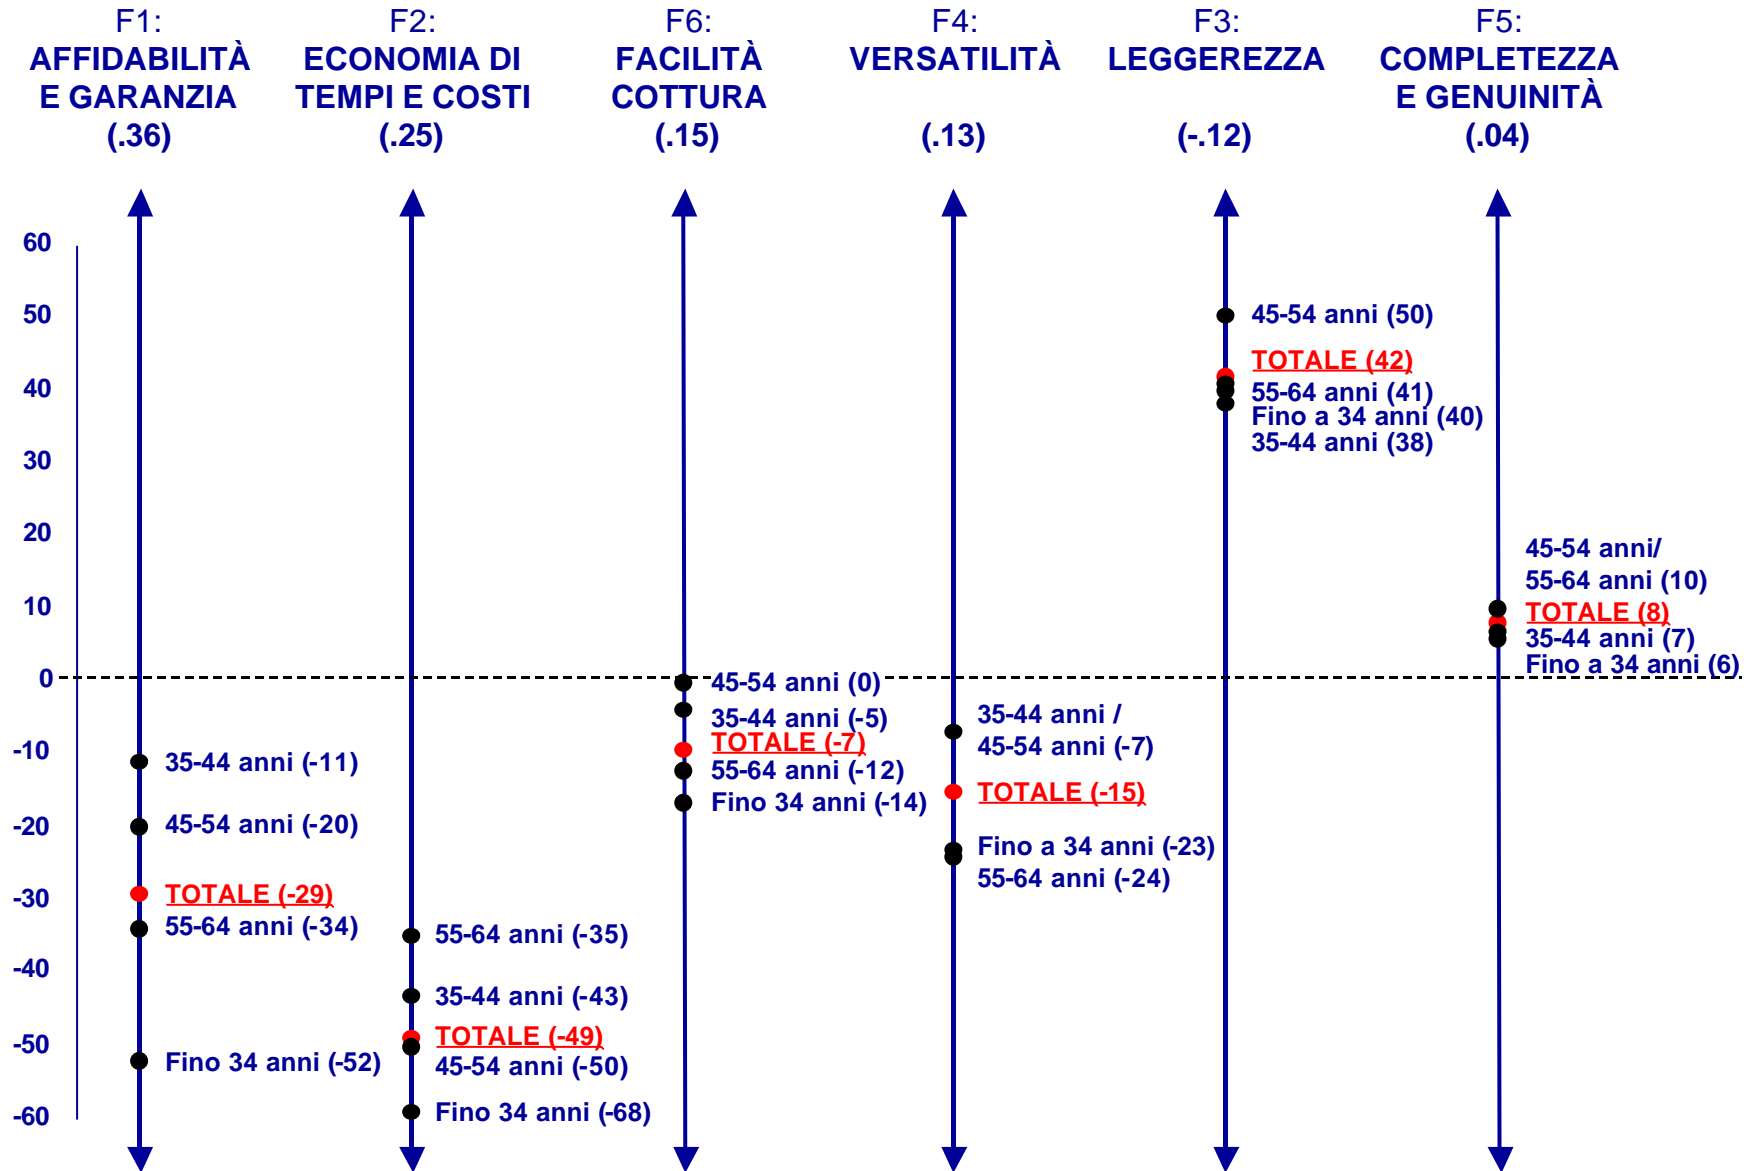 F1:
AFFIDABILITÀ
E GARANZIA
(.36)
F2:
ECONOMIA DI
TEMPI E COSTI
(.25)
F6:
FACILITÀ
COTTURA
(.15)
F4:
VERSATILITÀ
(.13)
F3:
LEGGEREZZA
(-.12)
F5:
COMPLETEZZA
E GENUINITÀ
(.04)
60
50
40
30
20
10
0
-10
-20
-30
-40
-50
-60
35-44 anni (-11)
45-54 anni (-20)
TOTALE (-29)
55-64 anni (-34)
Fino 34 anni (-52)
55-64 anni (-35)
35-44 anni (-43)
TOTALE (-49)
45-54 anni (-50)
Fino 34 anni (-68)
45-54 anni (0)
35-44 anni (-5)
TOTALE (-7)
55-64 anni (-12)
Fino 34 anni (-14)
35-44 anni /
45-54 anni (-7)
TOTALE (-15)
Fino a 34 anni (-23)
55-64 anni (-24)
45-54 anni (50)
TOTALE (42)
55-64 anni (41)
Fino a 34 anni (40)
35-44 anni (38)
45-54 anni/
55-64 anni (10)
TOTALE (8)
35-44 anni (7)
Fino a 34 anni (6)